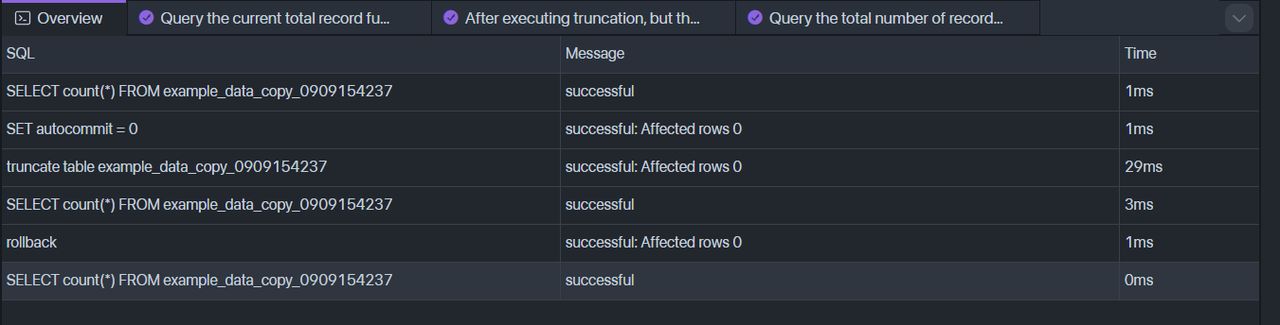 Overview Query the current total record fu... After executing truncation, but th... Query the total number of record...
SQL Message Time
SELECT count(*) FROM example_data_copy_0909154237 successful 1ms
SET autocommit = 0 successful: Affected rows 0 1ms
truncate table example_data_copy_0909154237 successful: Affected rows 0 29ms
SELECT count(*) FROM example_data_copy_0909154237 successful 3ms
rollback successful: Affected rows 0 1ms
SELECT count(*) FROM example_data_copy_0909154237 successful 0ms